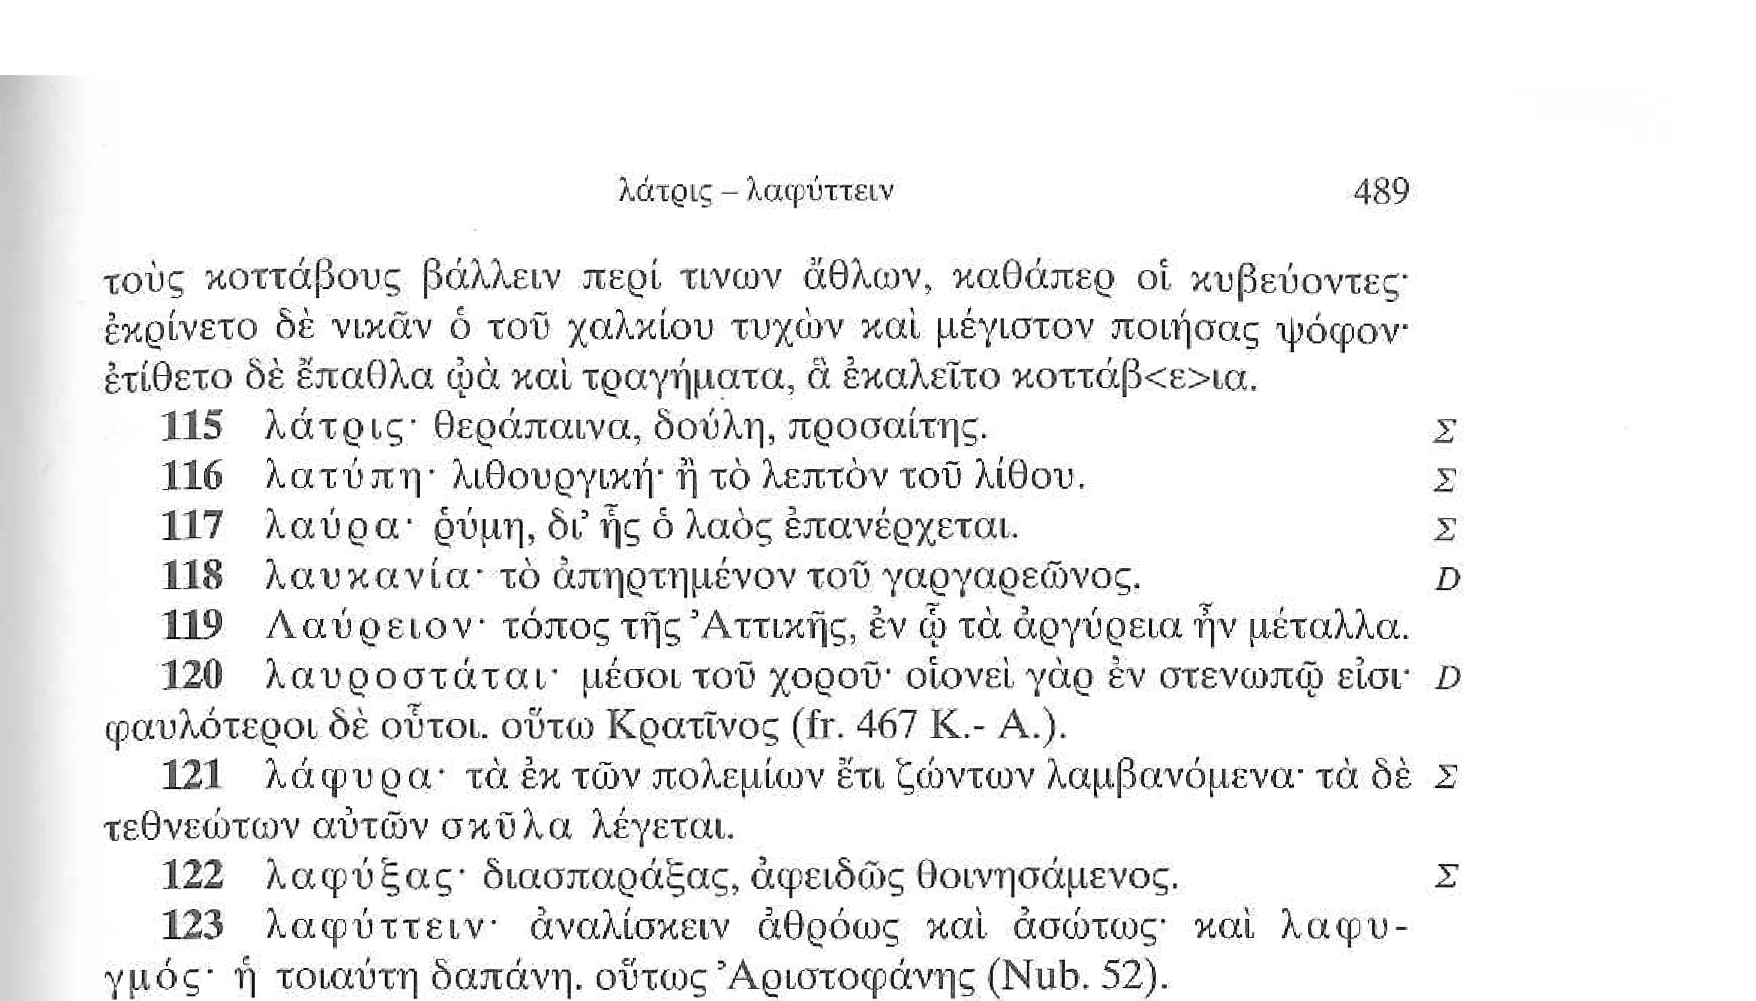 λάτρις – λαφύττειν 489
τοὺς κοττάβους βάλλειν περί τινων ἄθλων, καθάπερ οἱ κυβεύοντες·
ἐκρίνετο δὲ νικᾶν ὁ τοῦ χαλκίου τυχὼν καὶ μέγιστον ποιήσας ψόφον·
ἐτίθετο δὲ ἔπαθλα ᾠὰ καὶ τραγήματα, ἃ ἐκαλεῖτο κοττάβ<ε>ια.
115 λάτρις· θεράπαινα, δούλη, προσαίτης. Σ
116 λατύπη· λιθουργική· ἢ τὸ λεπτὸν τοῦ λίθου. Σ
117 λαύρα· ῥύμη, δι’ ἧς ὁ λαὸς ἐπανέρχεται. Σ
118 λαυκανία· τὸ ἀπηρτημένον τοῦ γαργαρεῶνος. D
119 Λαύρειον· τόπος τῆς Ἀττικῆς, ἐν ᾧ τὰ ἀργύρεια ἦν μέταλλα.
120 λαυροστάται· μέσοι τοῦ χοροῦ· οἱονεὶ γὰρ ἐν στενωπῷ εἰσι· D
φαυλότεροι δὲ οὗτοι. οὕτω Κρατῖνος (fr. 467 K.- A.).
121 λάφυρα· τὰ ἐκ τῶν πολεμίων ἔτι ζώντων λαμβανόμενα· τὰ δὲ Σ
τεθνεώτων αὐτῶν σκῦλα λέγεται.
122 λαφύξας· διασπαράξας, ἀφειδῶς θοινησάμενος. Σ
123 λαφύττειν· ἀναλίσκειν ἀθρόως καὶ ἀσώτως· καὶ λαφυ-
γμός· ἡ τοιαύτη δαπάνη. οὕτως Ἀριστοφάνης (Nub. 52).